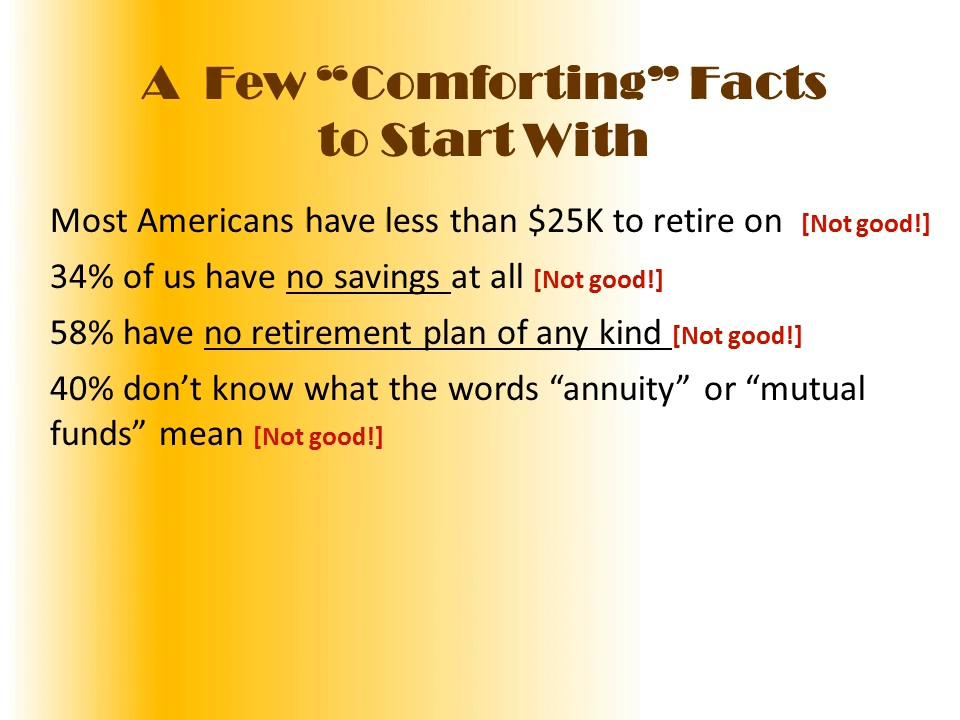 A Few “Comforting” Facts
to Start With
Most Americans have less than $25K to retire on [Not good!]
34% of us have no savings at all [Not good!]
58% have no retirement plan of any kind [Not good!]
40% don’t know what the words “annuity” or “mutual
funds” mean [Not good!]